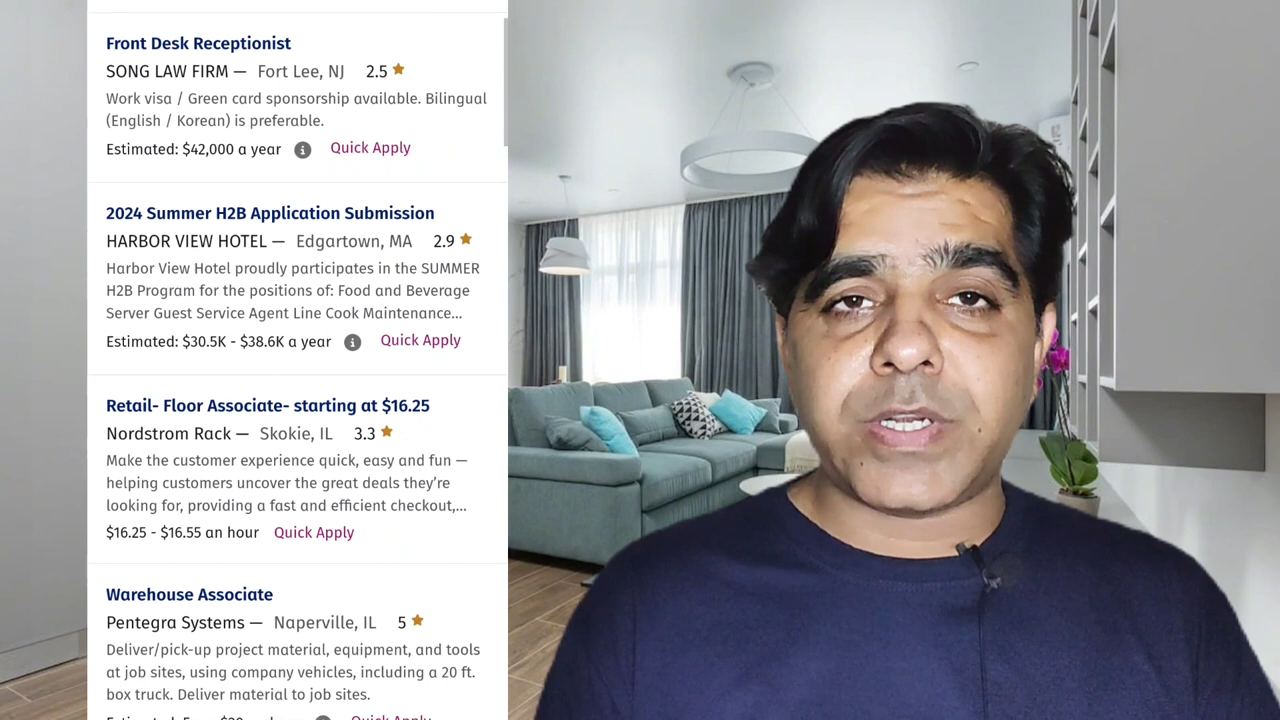 Front Desk Receptionist
SONG LAW FIRM — Fort Lee, NJ 2.5
Work visa / Green card sponsorship available. Bilingual
(English / Korean) is preferable.
Estimated: $42,000 a year Quick Apply
2024 Summer H2B Application Submission
HARBOR VIEW HOTEL — Edgartown, MA 2.9
Harbor View Hotel proudly participates in the SUMMER
H2B Program for the positions of: Food and Beverage
Server Guest Service Agent Line Cook Maintenance...
Estimated: $30.5K - $38.6K a year Quick Apply
Retail- Floor Associate- starting at $16.25
Nordstrom Rack — Skokie, IL 3.3
Make the customer experience quick, easy and fun —
helping customers uncover the great deals they're
looking for, providing a fast and efficient checkout,...
$16.25 - $16.55 an hour Quick Apply
Warehouse Associate
Pentegra Systems — Naperville, IL 5
Deliver/pick-up project material, equipment, and tools
at job sites, using company vehicles, including a 20 ft.
box truck. Deliver material to job sites.
Quick Apply